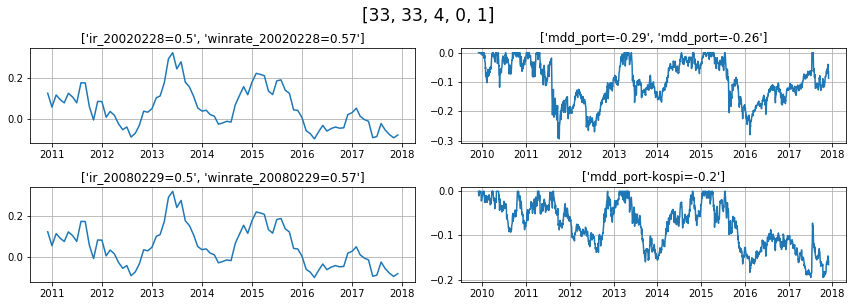 [33, 33, 4, 0, 1]
['ir_20020228=0.5', 'winrate_20020228=0.57']
0.2
0.0
2011 2012 2013 2014 2015 2016 2017 2018
['mdd_port=-0.29', 'mdd_port=-0.26']
0.0
−0.1
−0.2
−0.3
2010 2011 2012 2013 2014 2015 2016 2017 2018
['ir_20080229=0.5', 'winrate_20080229=0.57']
0.2
0.0
2011 2012 2013 2014 2015 2016 2017 2018
['mdd_port-kospi=-0.2']
0.0
−0.1
−0.2
2010 2011 2012 2013 2014 2015 2016 2017 2018